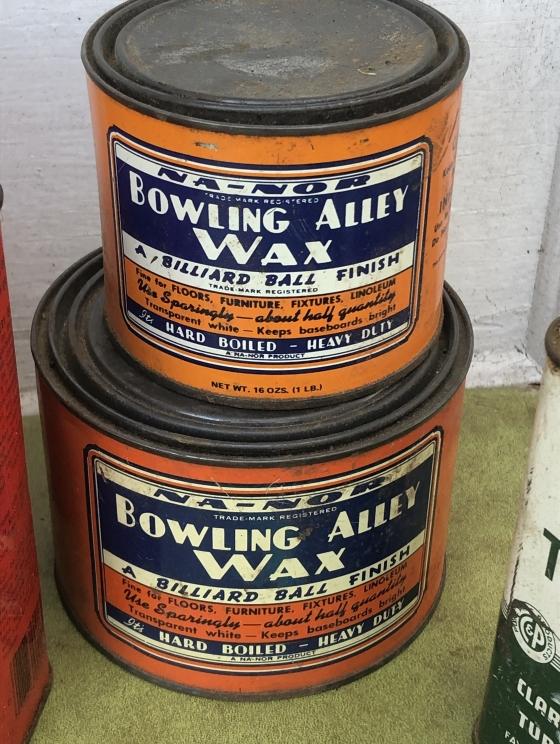 NA-NOR
TRADE MARK REGISTERED
BOWLING ALLEY
WAX
A BILLIARD BALL FINISH
TRADE-MARK REGISTERED
Fine for FLOORS, FURNITURE, FIXTURES, LINOLEUM
Use Sparingly—about half quantity
Transparent white — Keeps baseboards bright
It's HARD BOILED - HEAVY DUTY
A NA-NOR PRODUCT
NET WT. 16 OZS. (1 LB.)
NA-NOR
TRADE-MARK REGISTERED
BOWLING ALLEY
WAX
A BILLIARD BALL FINISH
Fine for FLOORS, FURNITURE, FIXTURES, LINOLEUM
Use Sparingly—about half quantity
Transparent white — Keeps baseboards bright
It's HARD BOILED - HEAVY DUTY
A NA-NOR PRODUCT
T
C&P
CLAR
TUR